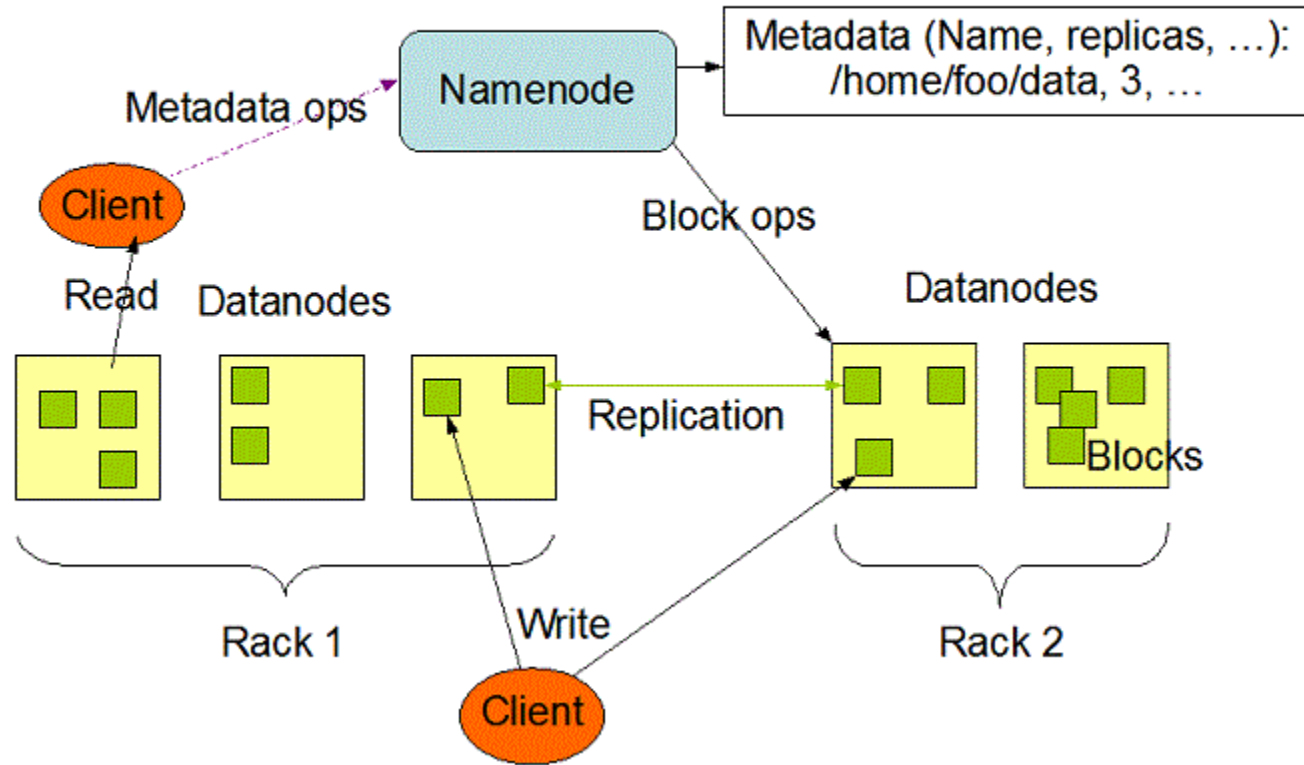 Metadata (Name, replicas, …):
/home/foo/data, 3, …
Namenode
Metadata ops
Client
Block ops
Read
Datanodes
Datanodes
Replication
Blocks
Rack 1
Write
Rack 2
Client